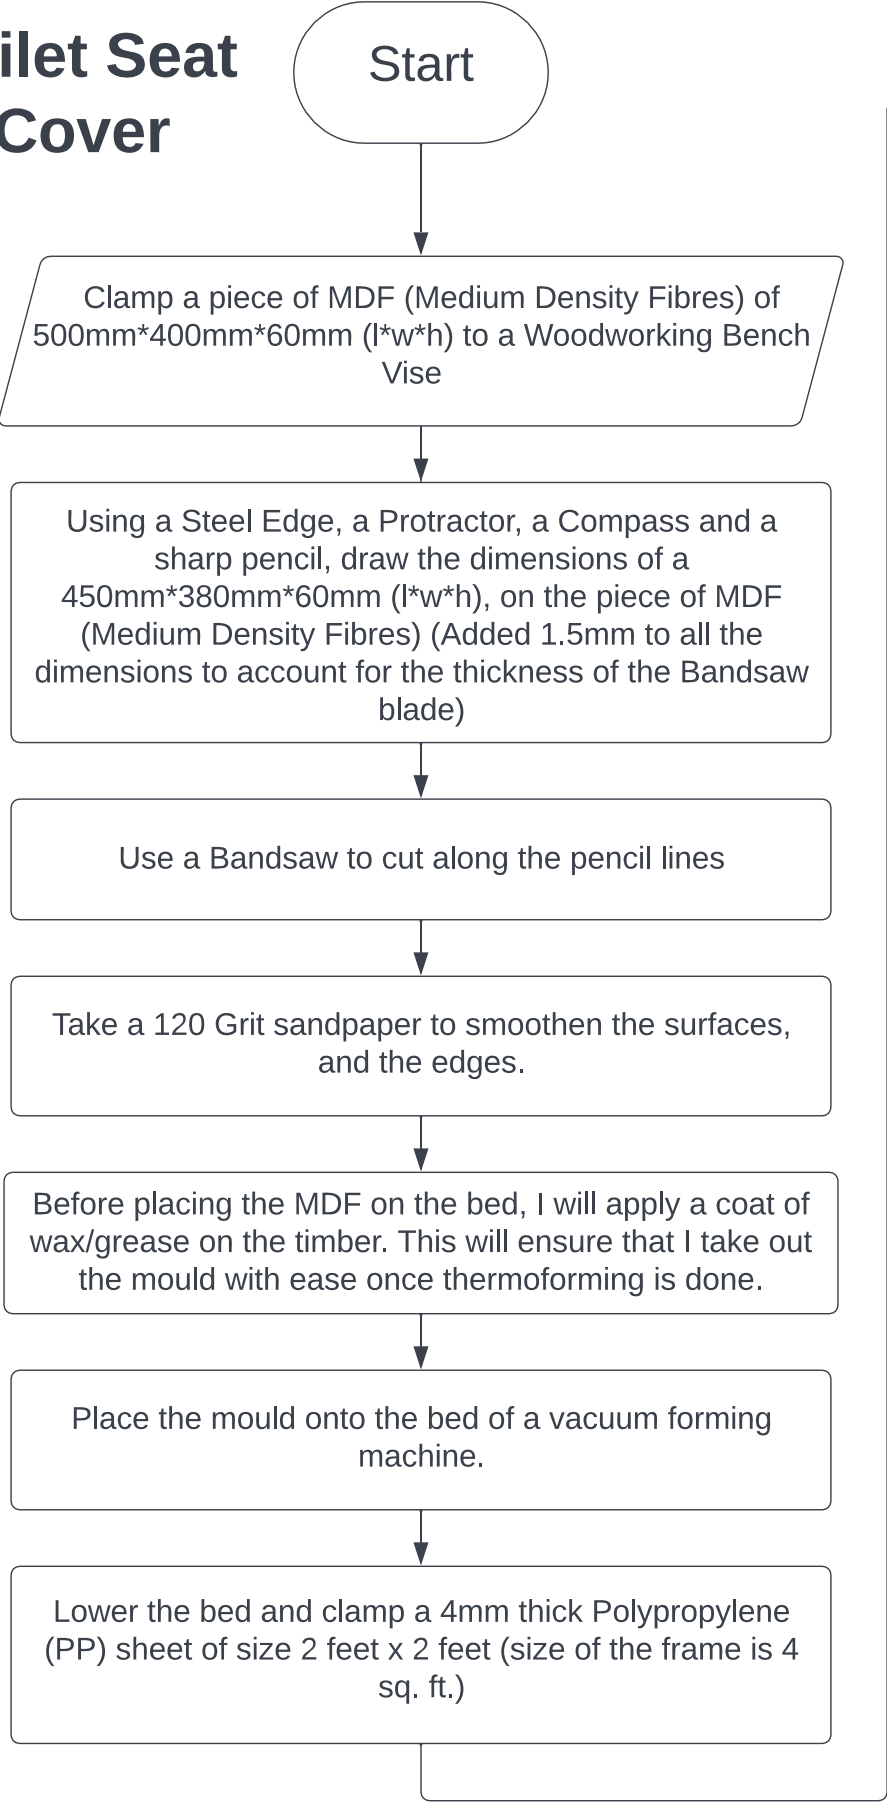 ilet Seat
Cover
Start
Clamp a piece of MDF (Medium Density Fibres) of
500mm*400mm*60mm (l*w*h) to a Woodworking Bench
Vise
Using a Steel Edge, a Protractor, a Compass and a
sharp pencil, draw the dimensions of a
450mm*380mm*60mm (l*w*h), on the piece of MDF
(Medium Density Fibres) (Added 1.5mm to all the
dimensions to account for the thickness of the Bandsaw
blade)
Use a Bandsaw to cut along the pencil lines
Take a 120 Grit sandpaper to smoothen the surfaces,
and the edges.
Before placing the MDF on the bed, I will apply a coat of
wax/grease on the timber. This will ensure that I take out
the mould with ease once thermoforming is done.
Place the mould onto the bed of a vacuum forming
machine.
Lower the bed and clamp a 4mm thick Polypropylene
(PP) sheet of size 2 feet x 2 feet (size of the frame is 4
sq. ft.)